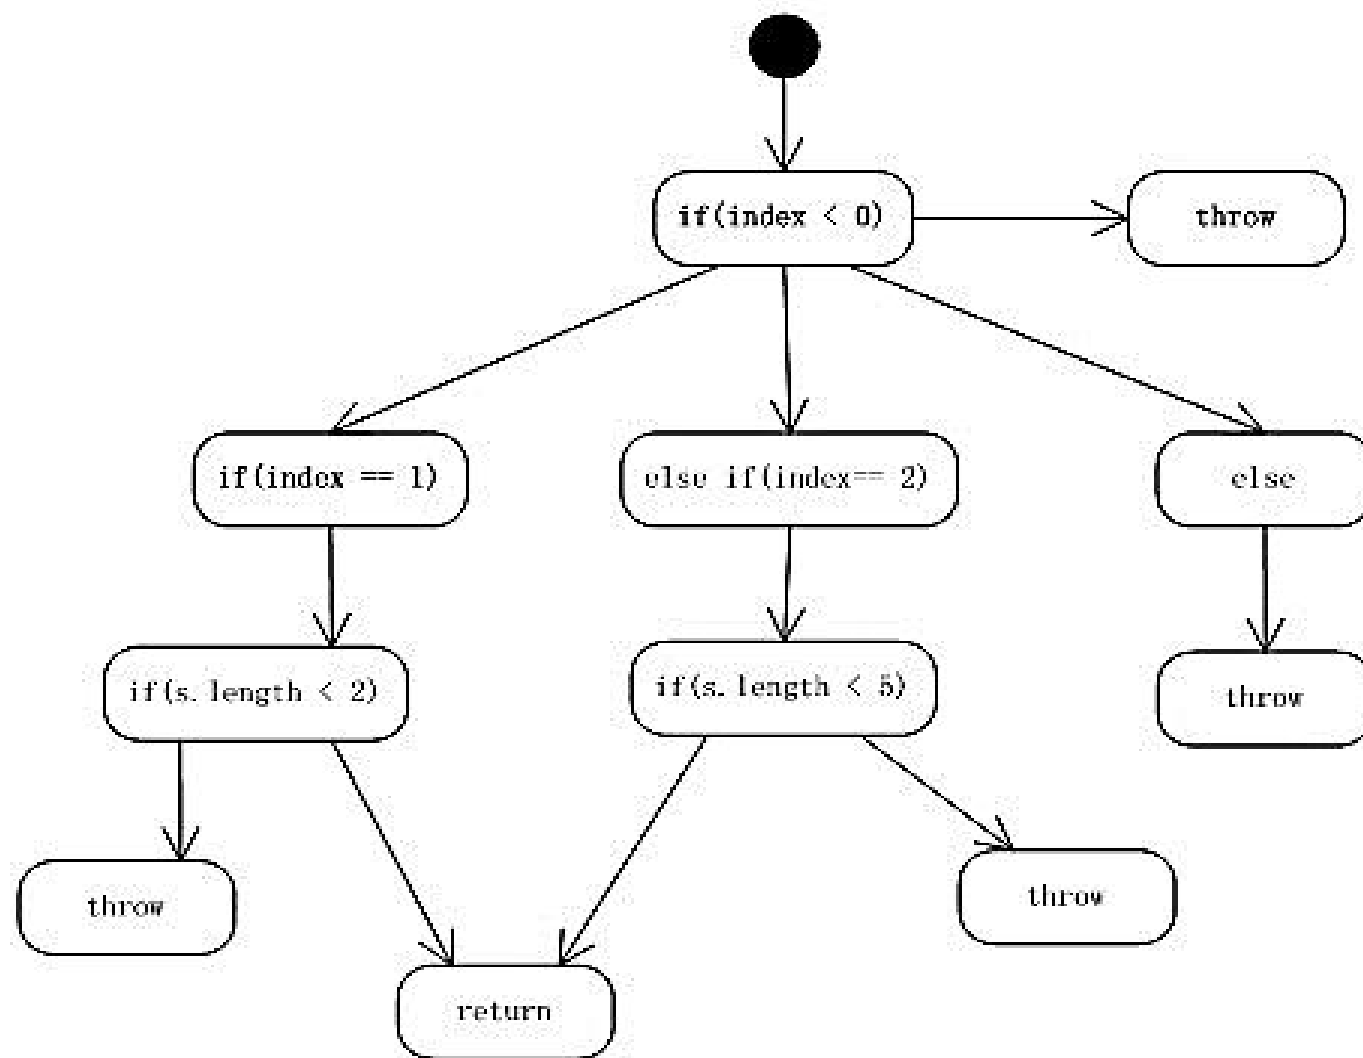 if(index < 0)
throw
if(index == 1)
else if(index== 2)
else
if(s.length < 2)
if(s.length < 5)
throw
throw
throw
return